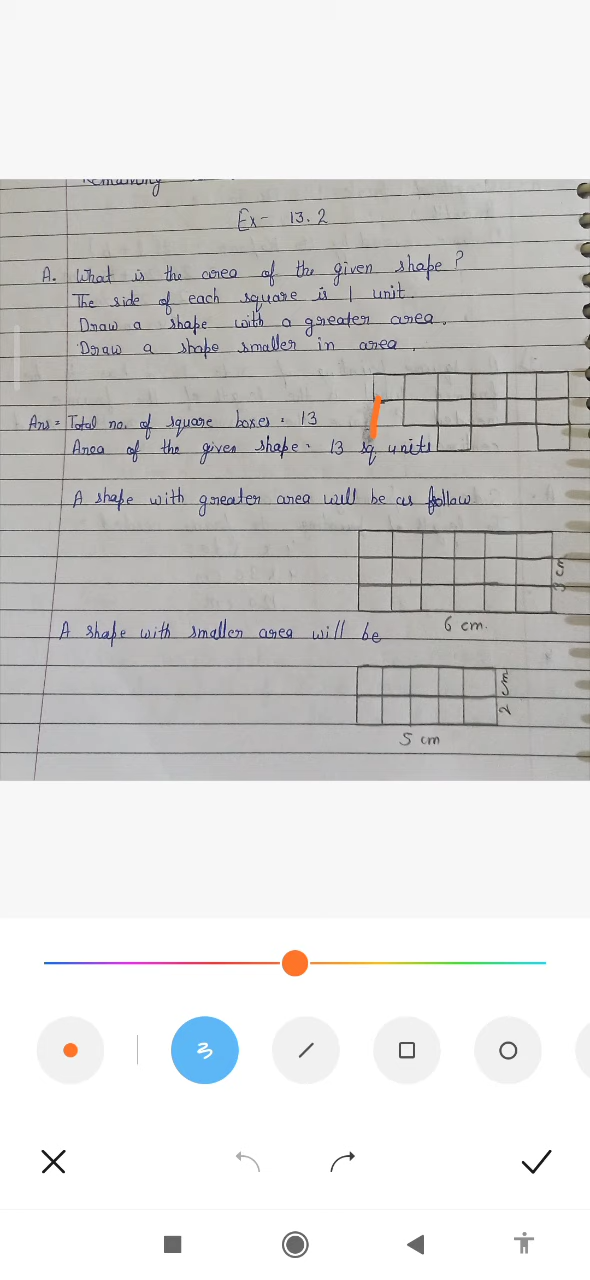 Remaining
Ex- 13.2
A. What is the area of the given shape?
The side of each square is 1 unit.
Draw a shape with a greater area.
Draw a shape smaller in area.
Ans = Total no. of square boxes = 13
Area of the given shape = 13 sq units
A shape with greater area will be as follow
3 cm
6 cm.
A shape with smaller area will be
2 cm
5 cm